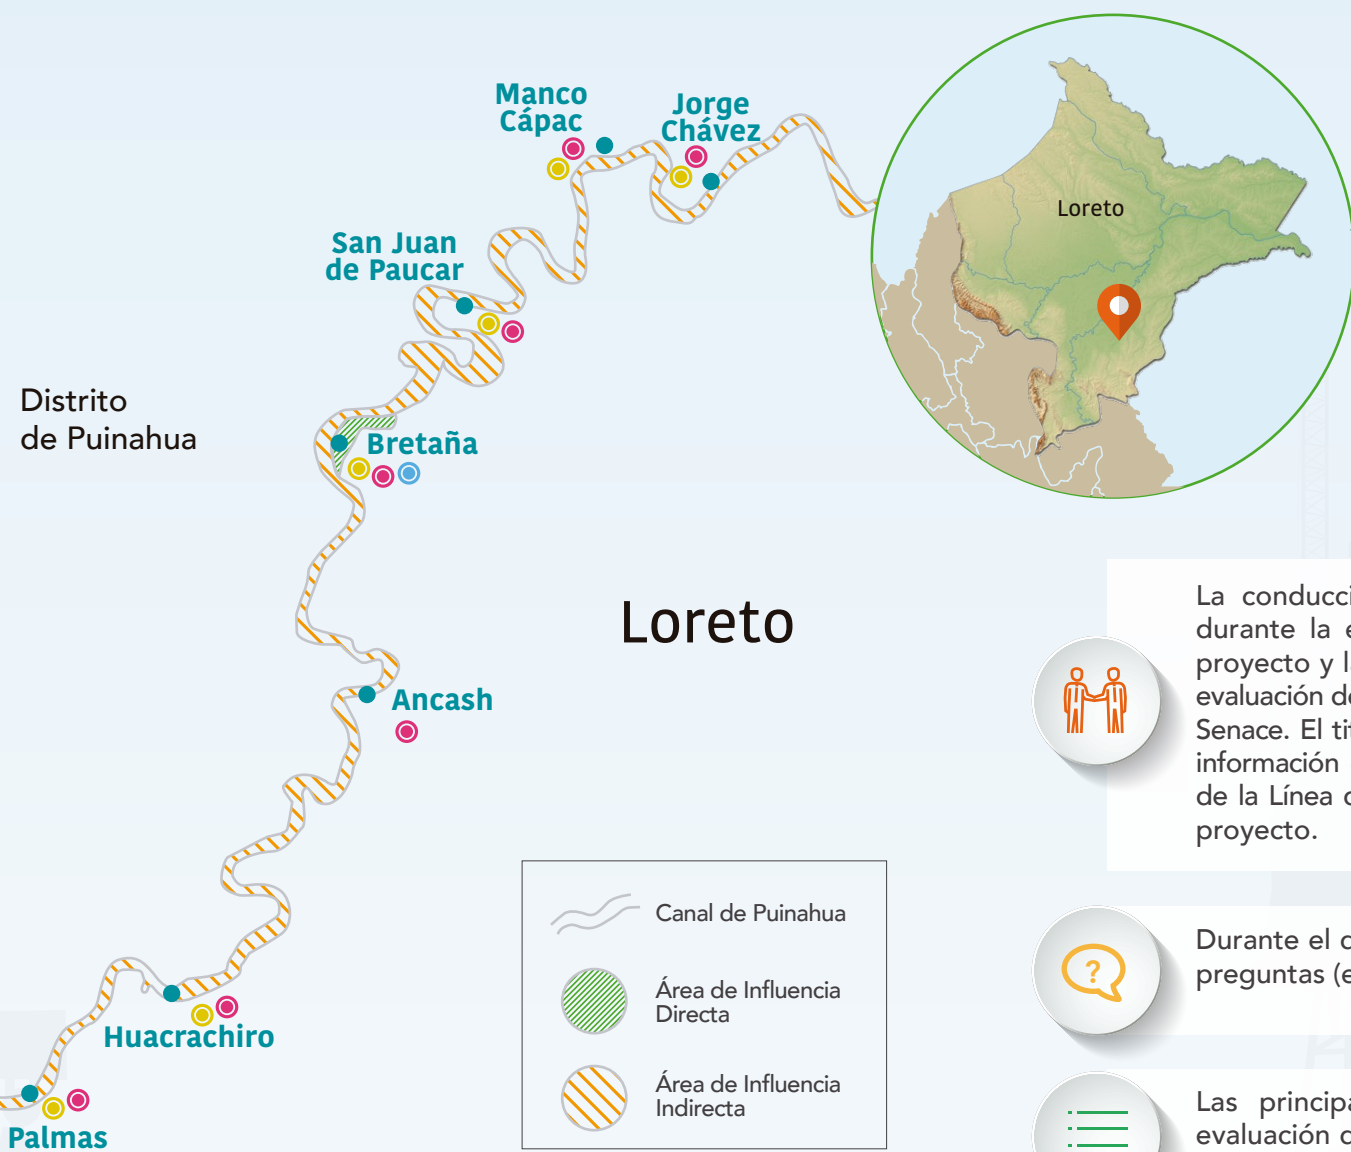 Manco
Cápac
Jorge
Chávez
San Juan
de Paucar
Loreto
Distrito
de Puinahua
Bretaña
Loreto
Ancash
Huacrachiro
Palmas
Canal de Puinahua
Área de Influencia
Directa
Área de Influencia
Indirecta
La conducci
durante la e
proyecto y l
evaluación de
Senace. El tit
información
de la Línea d
proyecto.
?
Durante el d
preguntas (e
Las principa
evaluación d